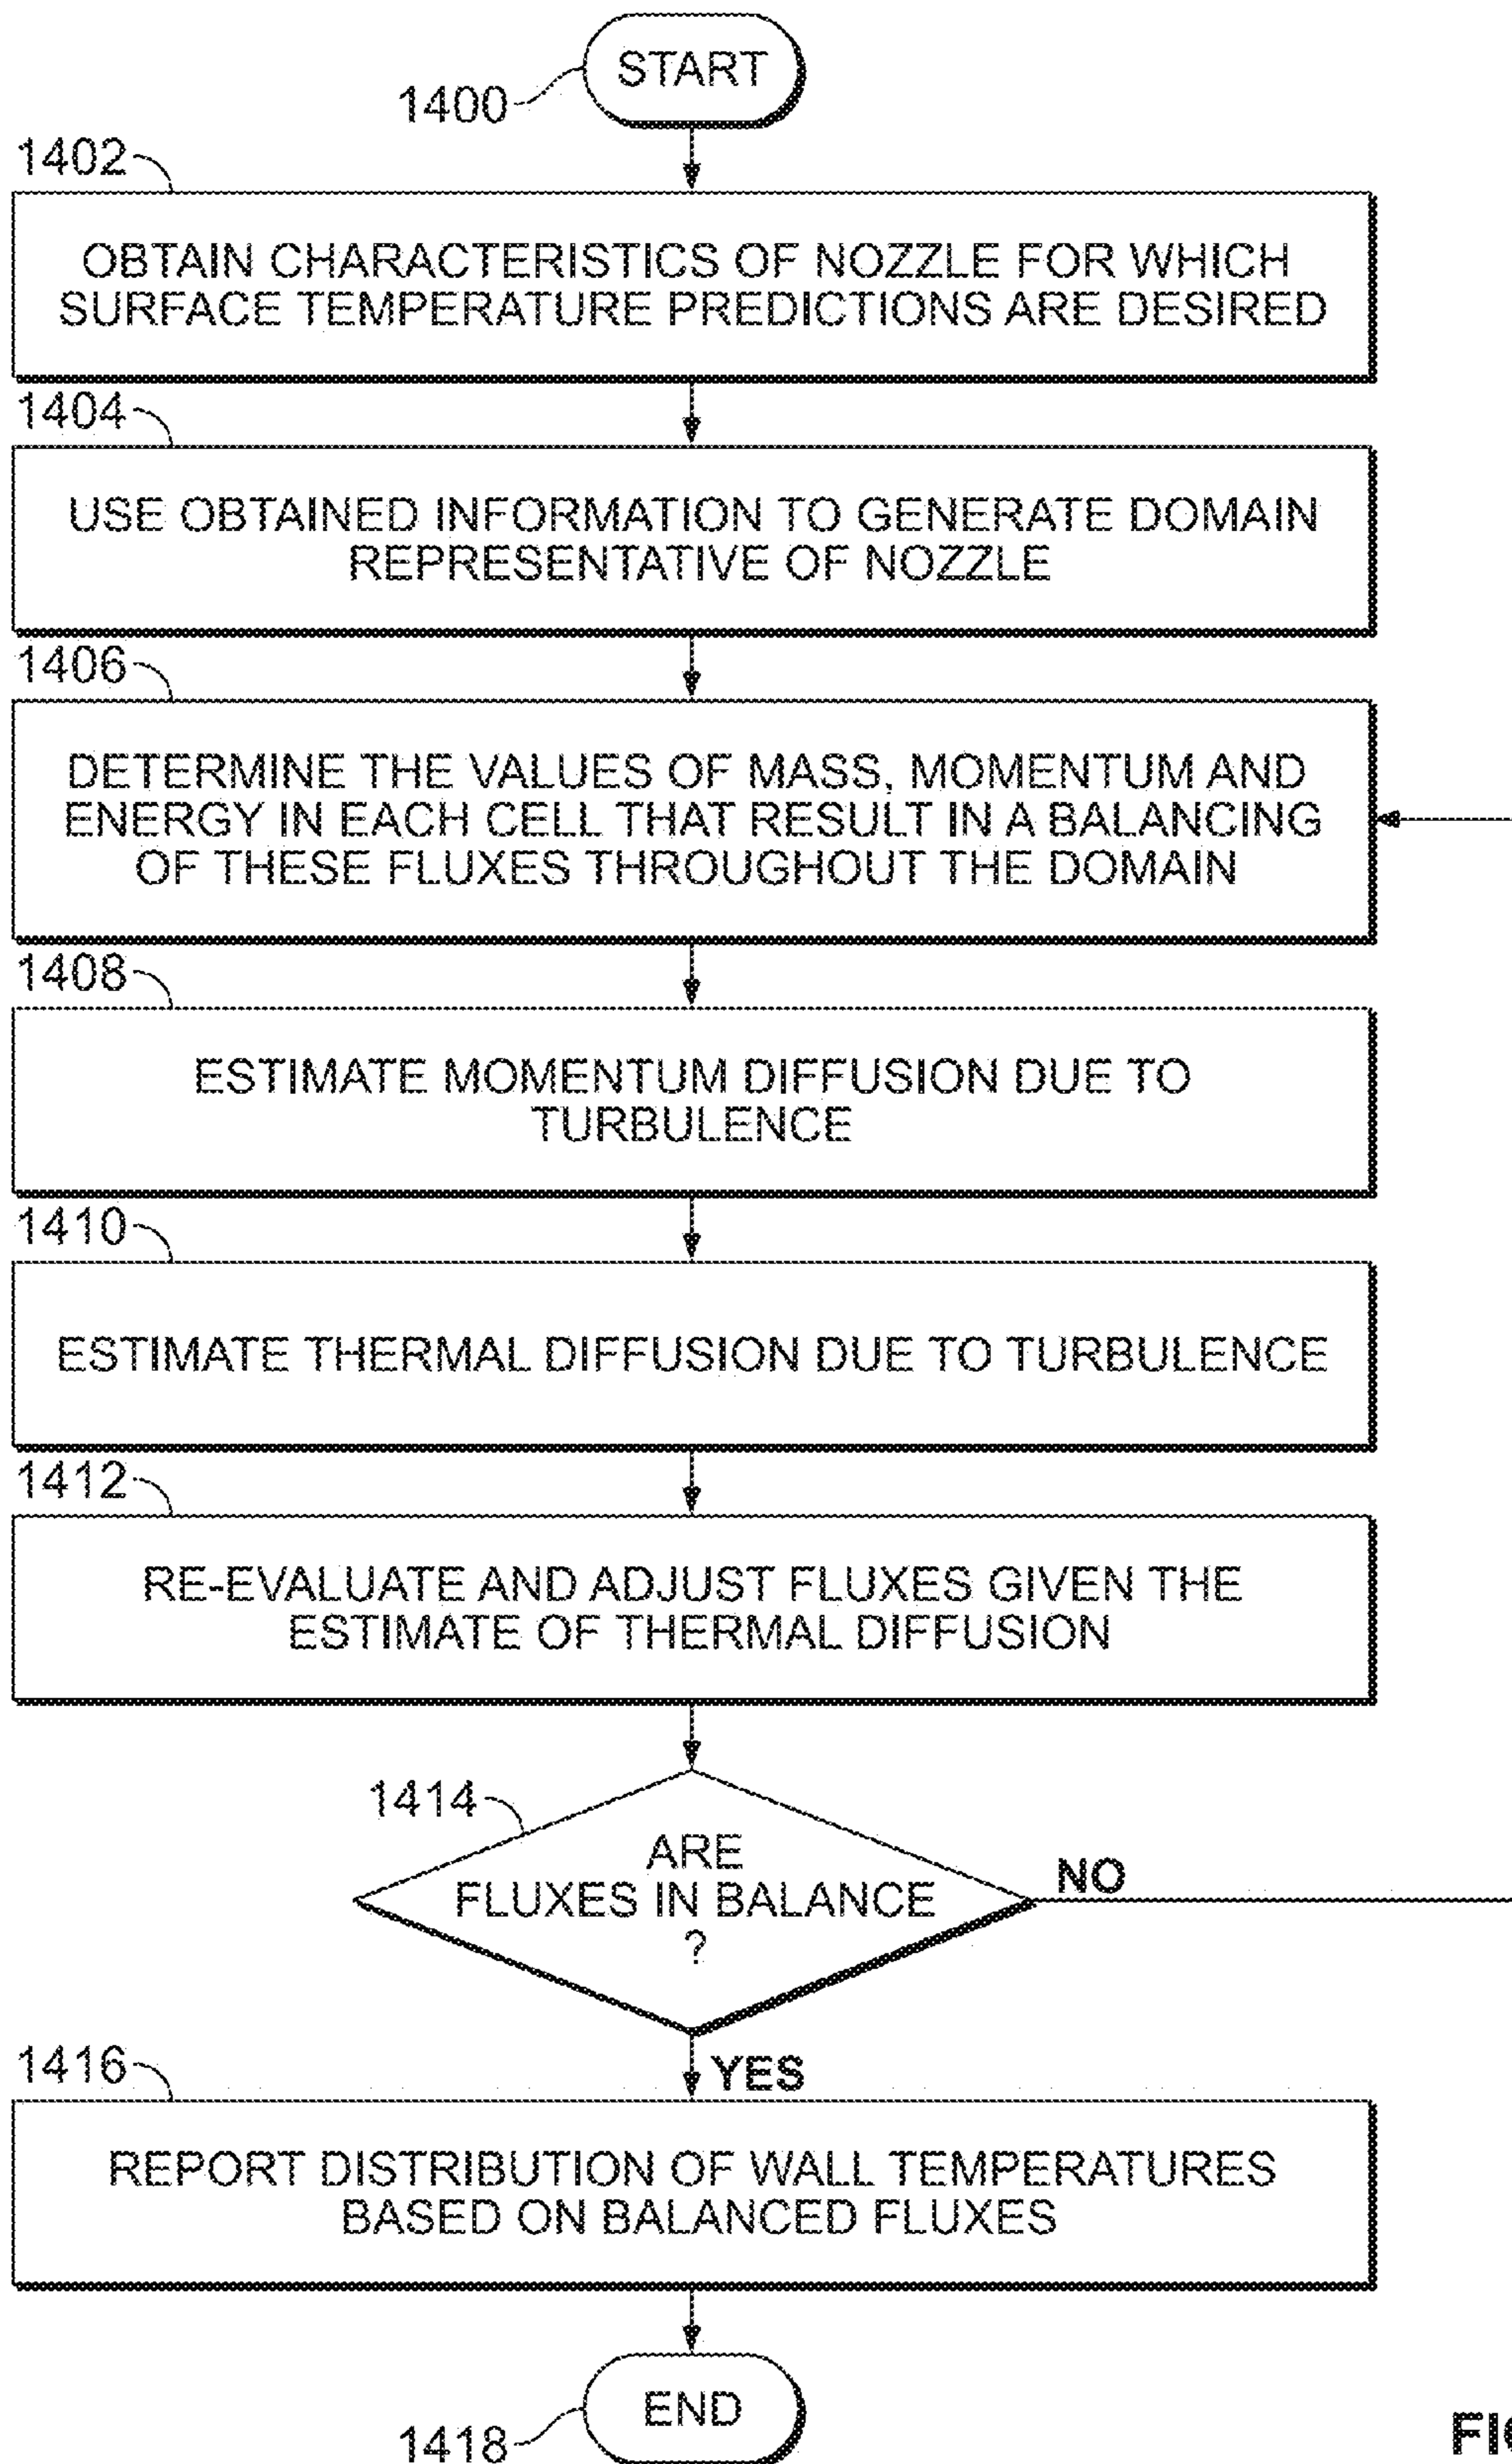 START
1400
1402
OBTAIN CHARACTERISTICS OF NOZZLE FOR WHICH
SURFACE TEMPERATURE PREDICTIONS ARE DESIRED
1404
USE OBTAINED INFORMATION TO GENERATE DOMAIN
REPRESENTATIVE OF NOZZLE
1406
DETERMINE THE VALUES OF MASS, MOMENTUM AND
ENERGY IN EACH CELL THAT RESULT IN A BALANCING
OF THESE FLUXES THROUGHOUT THE DOMAIN
1408
ESTIMATE MOMENTUM DIFFUSION DUE TO
TURBULENCE
1410
ESTIMATE THERMAL DIFFUSION DUE TO TURBULENCE
1412
RE-EVALUATE AND ADJUST FLUXES GIVEN THE
ESTIMATE OF THERMAL DIFFUSION
1414
ARE
FLUXES IN BALANCE
?
NO
YES
1416
REPORT DISTRIBUTION OF WALL TEMPERATURES
BASED ON BALANCED FLUXES
END
1418